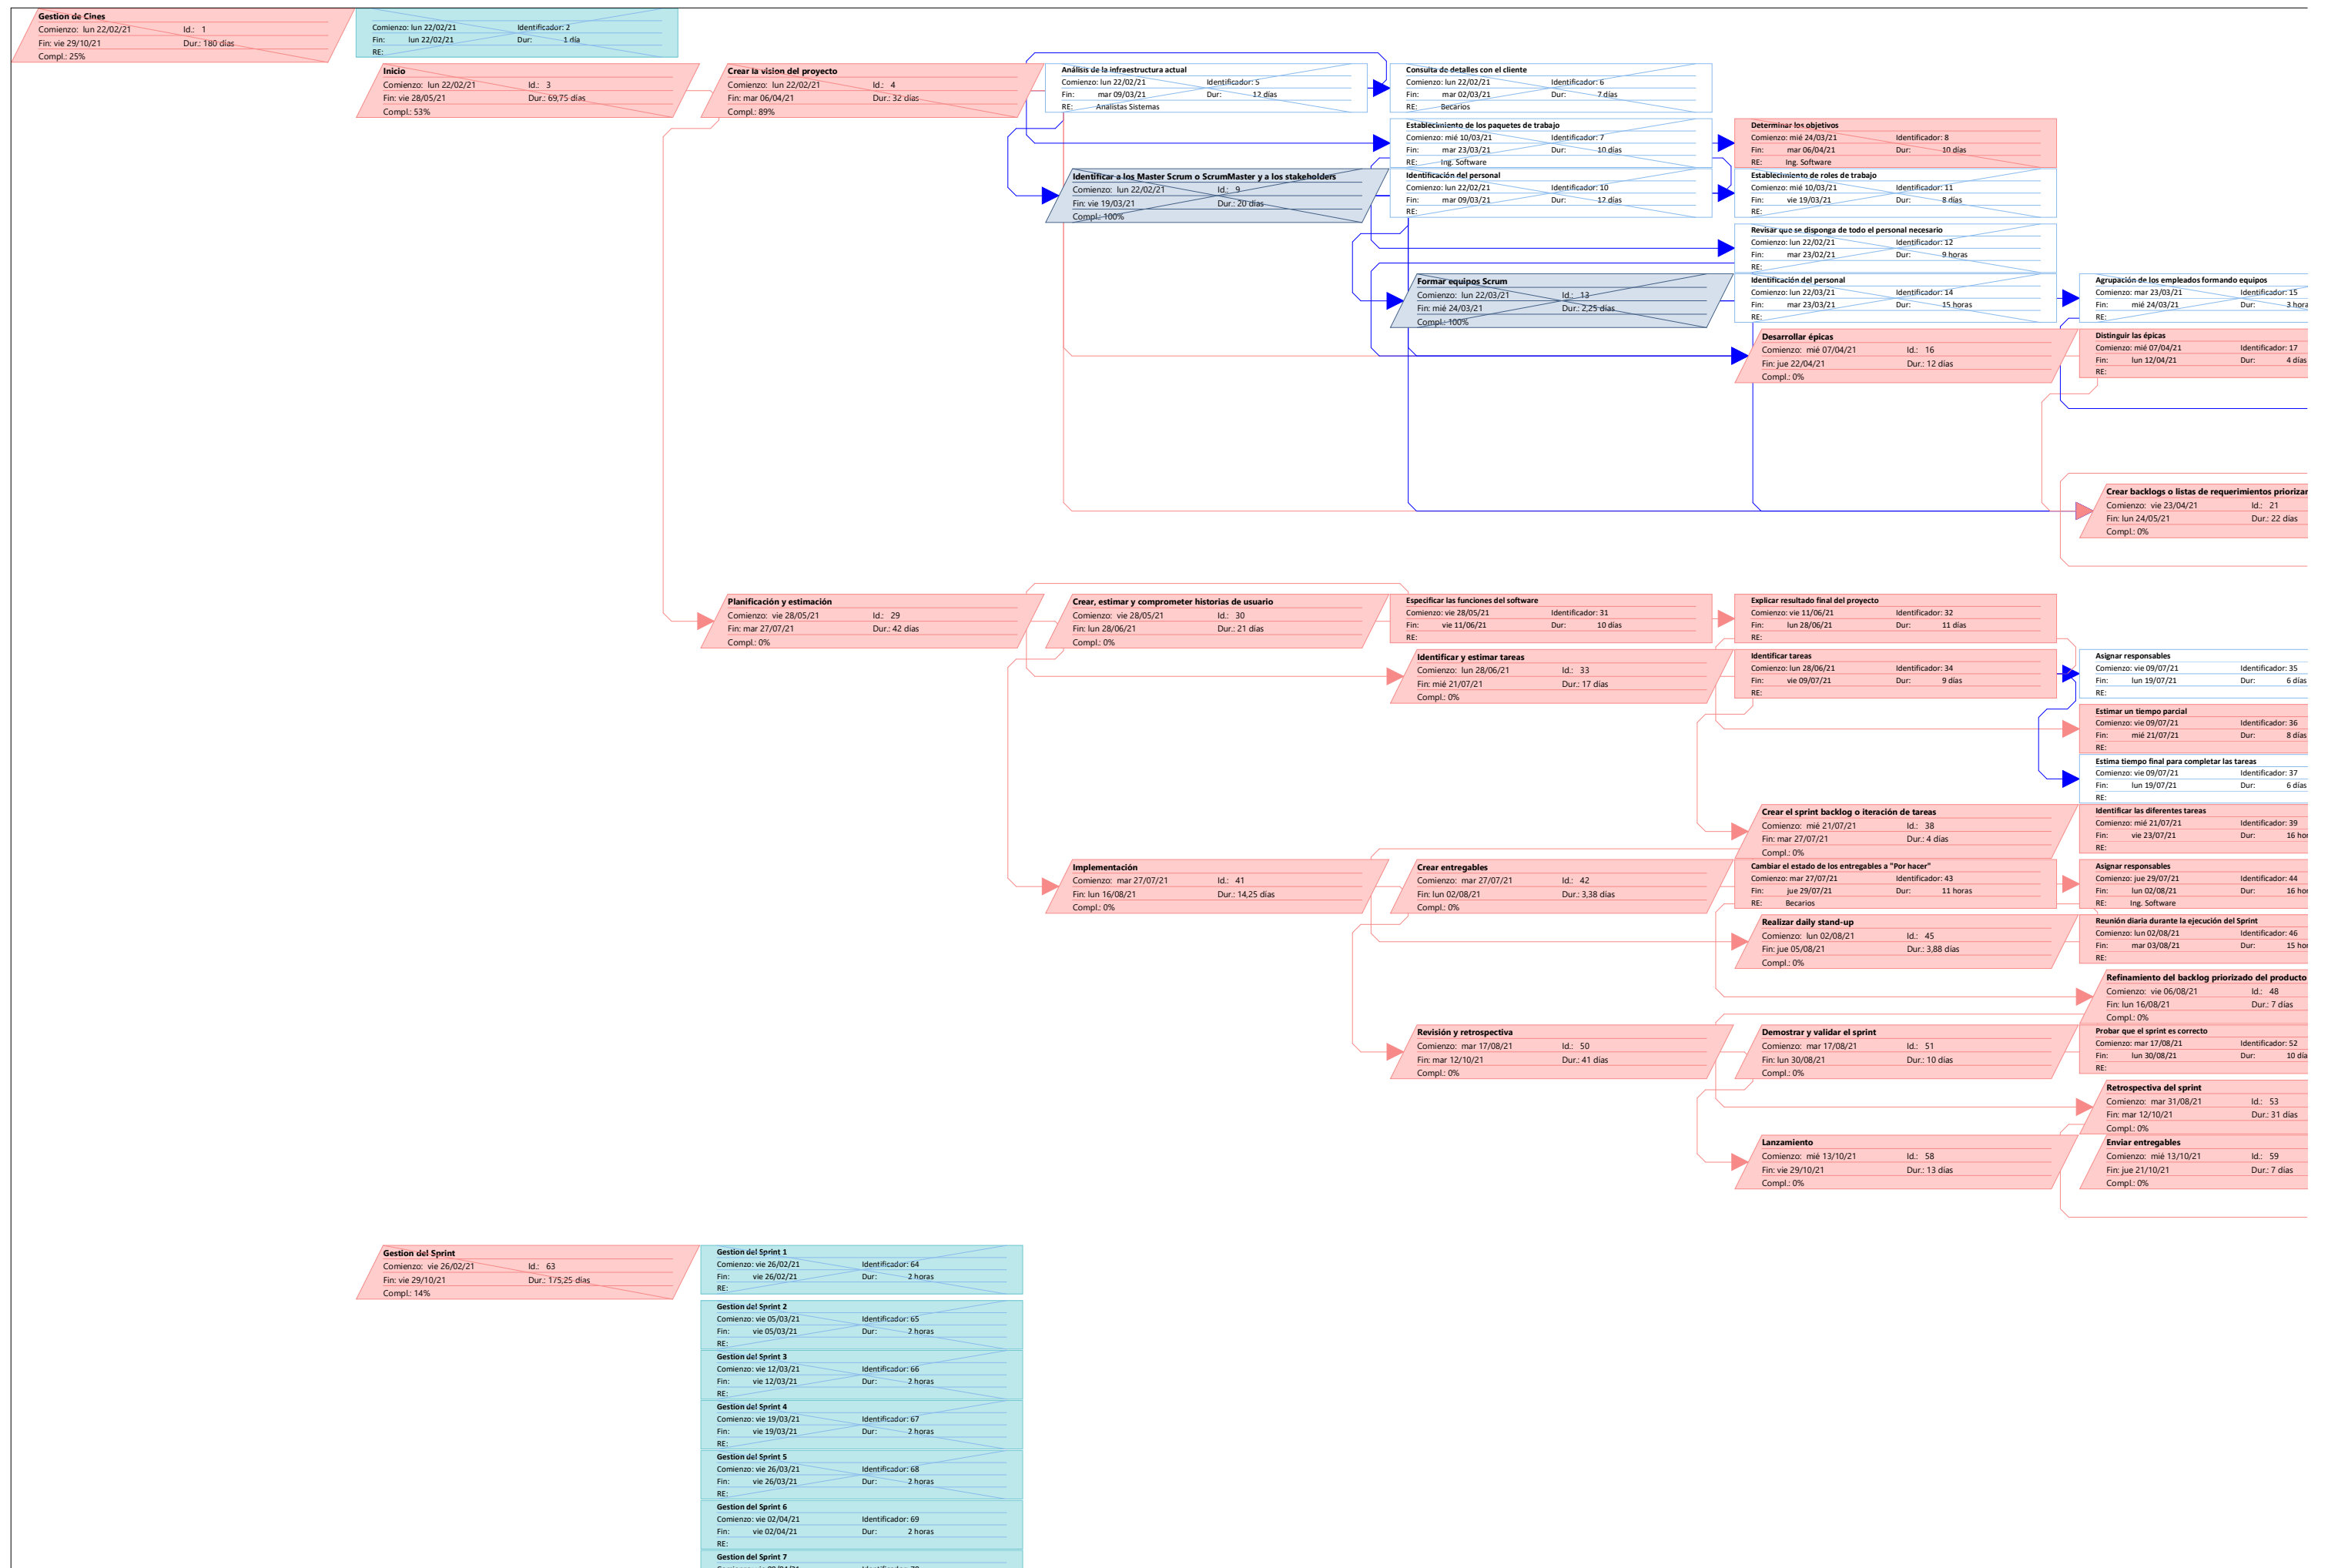 Gestion de Cines
Comienzo: lun 22/02/21 Id.: 1
Fin: vie 29/10/21 Dur.: 180 días
Compl.: 25%
Comienzo: lun 22/02/21 Identificador: 2
Fin: lun 22/02/21 Dur: 1 día
RE:
Inicio
Comienzo: lun 22/02/21 Id.: 3
Fin: vie 28/05/21 Dur.: 69,75 días
Compl.: 53%
Crear la vision del proyecto
Comienzo: lun 22/02/21 Id.: 4
Fin: mar 06/04/21 Dur.: 32 días
Compl.: 89%
Análisis de la infraestructura actual
Comienzo: lun 22/02/21 Identificador: 5
Fin: mar 09/03/21 Dur: 12 días
RE: Analistas Sistemas
Consulta de detalles con el cliente
Comienzo: lun 22/02/21 Identificador: 6
Fin: mar 02/03/21 Dur: 7 días
RE: Becarios
Establecimiento de los paquetes de trabajo
Comienzo: mié 10/03/21 Identificador: 7
Fin: mar 23/03/21 Dur: 10 días
RE: Ing. Software
Determinar los objetivos
Comienzo: mié 24/03/21 Identificador: 8
Fin: mar 06/04/21 Dur: 10 días
RE: Ing. Software
Identificar a los Master Scrum o ScrumMaster y a los stakeholders
Comienzo: lun 22/02/21 Id.: 9
Fin: vie 19/03/21 Dur.: 20 días
Compl.: 100%
Identificación del personal
Comienzo: lun 22/02/21 Identificador: 10
Fin: mar 09/03/21 Dur: 12 días
RE:
Establecimiento de roles de trabajo
Comienzo: mié 10/03/21 Identificador: 11
Fin: vie 19/03/21 Dur: 8 días
RE:
Revisar que se disponga de todo el personal necesario
Comienzo: lun 22/02/21 Identificador: 12
Fin: mar 23/02/21 Dur: 9 horas
RE:
Formar equipos Scrum
Comienzo: lun 22/03/21 Id.: 13
Fin: mié 24/03/21 Dur.: 2,25 días
Compl.: 100%
Identificación del personal
Comienzo: lun 22/03/21 Identificador: 14
Fin: mar 23/03/21 Dur: 15 horas
RE:
Agrupación de los empleados formando equipos
Comienzo: mar 23/03/21 Identificador: 15
Fin: mié 24/03/21 Dur: 3 hora
RE:
Desarrollar épicas
Comienzo: mié 07/04/21 Id.: 16
Fin: jue 22/04/21 Dur.: 12 días
Compl.: 0%
Distinguir las épicas
Comienzo: mié 07/04/21 Identificador: 17
Fin: lun 12/04/21 Dur: 4 días
RE:
Crear backlogs o listas de requerimientos priorizar
Comienzo: vie 23/04/21 Id.: 21
Fin: lun 24/05/21 Dur.: 22 días
Compl.: 0%
Planificación y estimación
Comienzo: vie 28/05/21 Id.: 29
Fin: mar 27/07/21 Dur.: 42 días
Compl.: 0%
Crear, estimar y comprometer historias de usuario
Comienzo: vie 28/05/21 Id.: 30
Fin: lun 28/06/21 Dur.: 21 días
Compl.: 0%
Especificar las funciones del software
Comienzo: vie 28/05/21 Identificador: 31
Fin: vie 11/06/21 Dur: 10 días
RE:
Explicar resultado final del proyecto
Comienzo: vie 11/06/21 Identificador: 32
Fin: lun 28/06/21 Dur: 11 días
RE:
Identificar y estimar tareas
Comienzo: lun 28/06/21 Id.: 33
Fin: mié 21/07/21 Dur.: 17 días
Compl.: 0%
Identificar tareas
Comienzo: lun 28/06/21 Identificador: 34
Fin: vie 09/07/21 Dur: 9 días
RE:
Asignar responsables
Comienzo: vie 09/07/21 Identificador: 35
Fin: lun 19/07/21 Dur: 6 días
RE:
Estimar un tiempo parcial
Comienzo: vie 09/07/21 Identificador: 36
Fin: mié 21/07/21 Dur: 8 días
RE:
Estima tiempo final para completar las tareas
Comienzo: vie 09/07/21 Identificador: 37
Fin: lun 19/07/21 Dur: 6 días
RE:
Crear el sprint backlog o iteración de tareas
Comienzo: mié 21/07/21 Id.: 38
Fin: mar 27/07/21 Dur.: 4 días
Compl.: 0%
Identificar las diferentes tareas
Comienzo: mié 21/07/21 Identificador: 39
Fin: vie 23/07/21 Dur: 16 hor
RE:
Implementación
Comienzo: mar 27/07/21 Id.: 41
Fin: lun 16/08/21 Dur.: 14,25 días
Compl.: 0%
Crear entregables
Comienzo: mar 27/07/21 Id.: 42
Fin: lun 02/08/21 Dur.: 3,38 días
Compl.: 0%
Cambiar el estado de los entregables a "Por hacer"
Comienzo: mar 27/07/21 Identificador: 43
Fin: jue 29/07/21 Dur: 11 horas
RE: Becarios
Asignar responsables
Comienzo: jue 29/07/21 Identificador: 44
Fin: lun 02/08/21 Dur: 16 hor
RE: Ing. Software
Realizar daily stand-up
Comienzo: lun 02/08/21 Id.: 45
Fin: jue 05/08/21 Dur.: 3,88 días
Compl.: 0%
Reunión diaria durante la ejecución del Sprint
Comienzo: lun 02/08/21 Identificador: 46
Fin: mar 03/08/21 Dur: 15 hor
RE:
Refinamiento del backlog priorizado del producto
Comienzo: vie 06/08/21 Id.: 48
Fin: lun 16/08/21 Dur.: 7 días
Compl.: 0%
Revisión y retrospectiva
Comienzo: mar 17/08/21 Id.: 50
Fin: mar 12/10/21 Dur.: 41 días
Compl.: 0%
Demostrar y validar el sprint
Comienzo: mar 17/08/21 Id.: 51
Fin: lun 30/08/21 Dur.: 10 días
Compl.: 0%
Probar que el sprint es correcto
Comienzo: mar 17/08/21 Identificador: 52
Fin: lun 30/08/21 Dur: 10 día
RE:
Retrospectiva del sprint
Comienzo: mar 31/08/21 Id.: 53
Fin: mar 12/10/21 Dur.: 31 días
Compl.: 0%
Lanzamiento
Comienzo: mié 13/10/21 Id.: 58
Fin: vie 29/10/21 Dur.: 13 días
Compl.: 0%
Enviar entregables
Comienzo: mié 13/10/21 Id.: 59
Fin: jue 21/10/21 Dur.: 7 días
Compl.: 0%
Gestion del Sprint
Comienzo: vie 26/02/21 Id.: 63
Fin: vie 29/10/21 Dur.: 175,25 días
Compl.: 14%
Gestion del Sprint 1
Comienzo: vie 26/02/21 Identificador: 64
Fin: vie 26/02/21 Dur: 2 horas
RE:
Gestion del Sprint 2
Comienzo: vie 05/03/21 Identificador: 65
Fin: vie 05/03/21 Dur: 2 horas
RE:
Gestion del Sprint 3
Comienzo: vie 12/03/21 Identificador: 66
Fin: vie 12/03/21 Dur: 2 horas
RE:
Gestion del Sprint 4
Comienzo: vie 19/03/21 Identificador: 67
Fin: vie 19/03/21 Dur: 2 horas
RE:
Gestion del Sprint 5
Comienzo: vie 26/03/21 Identificador: 68
Fin: vie 26/03/21 Dur: 2 horas
RE:
Gestion del Sprint 6
Comienzo: vie 02/04/21 Identificador: 69
Fin: vie 02/04/21 Dur: 2 horas
RE:
Gestion del Sprint 7